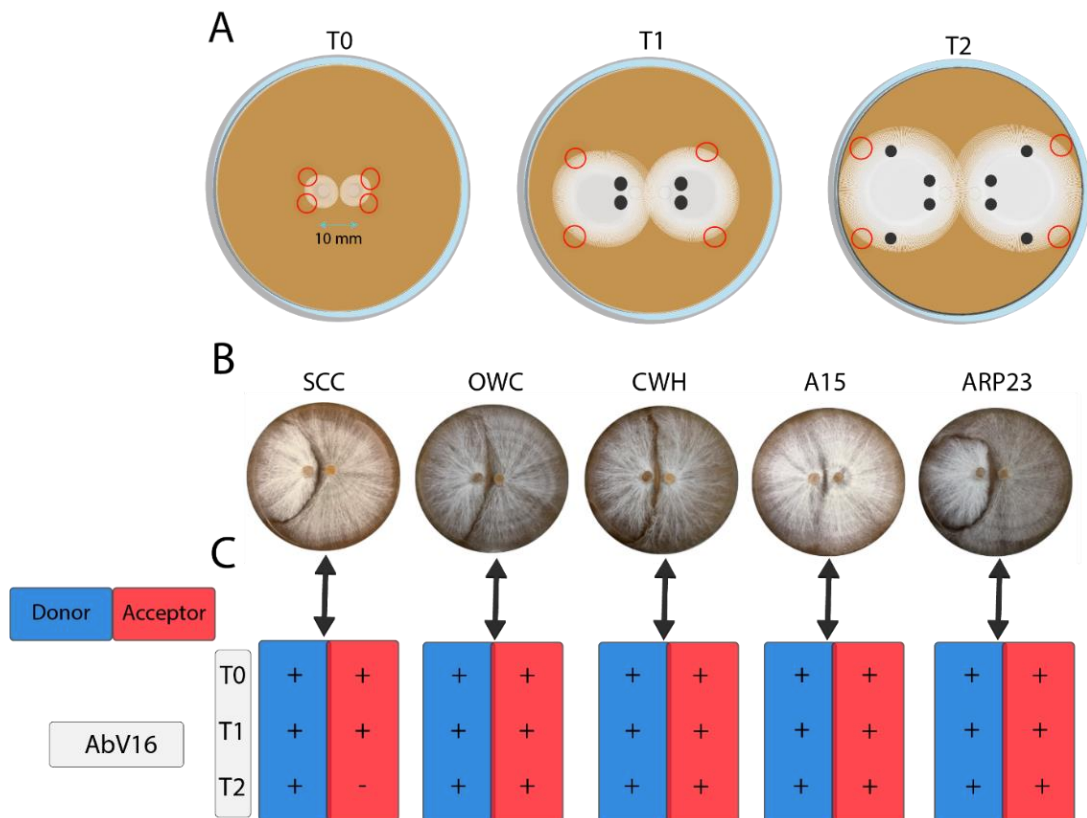 A
T0 T1 T2
10 mm
B
SCC OWC CWH A15 ARP23
C
Donor Acceptor
T0 + + + + + + + + + +
T1 + + + + + + + + + +
AbV16
T2 + - + + + + + + + +